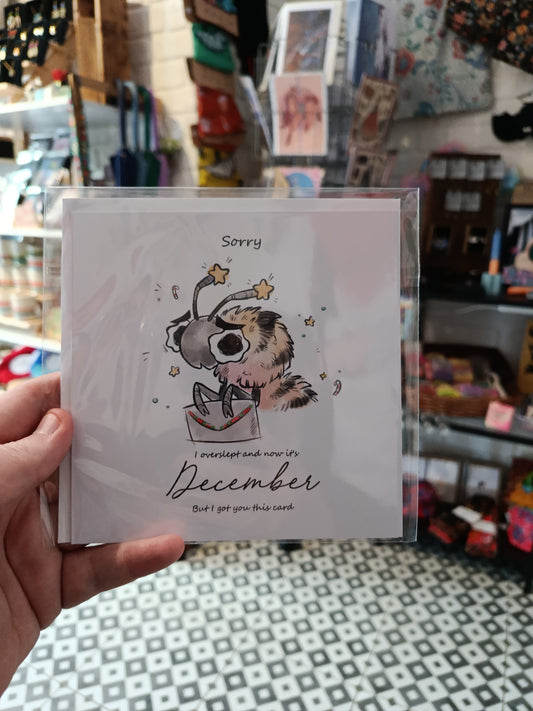 Sorry
I overslept and now it's
December
But I got you this card